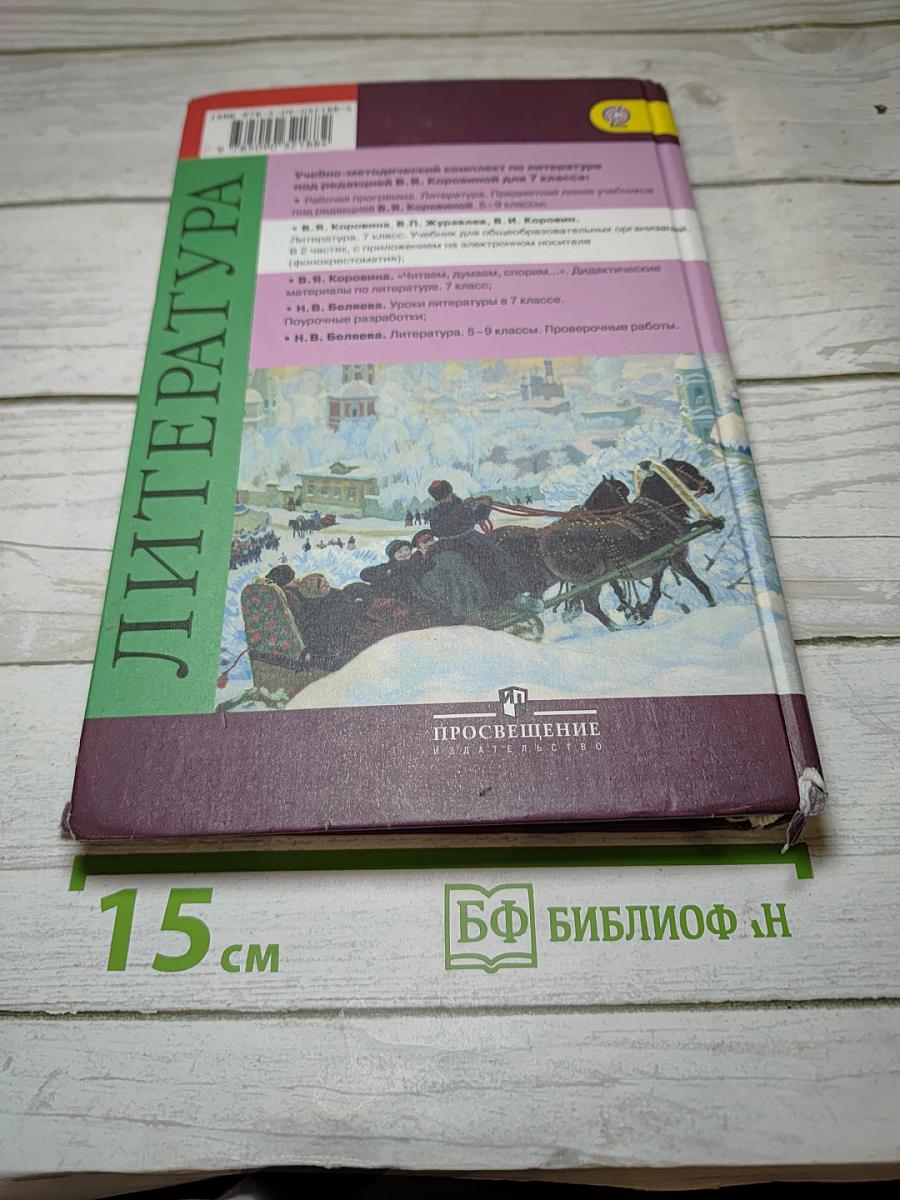 ЛИТЕРАТУРА
Учебно-методический комплект по литературе
под редакцией В. Я. Коровиной для 7 класса:
• Рабочая программа. Литература. Предметная линия учебников
под редакцией В. Я. Коровиной. 5–9 классы;
• В. Я. Коровина, В. П. Журавлев, В. И. Коровин.
Литература. 7 класс. Учебник для общеобразовательных организаций.
В 2 частях, с приложением на электронном носителе
(фонохрестоматия);
• В. Я. Коровина. «Читаем, думаем, спорим...». Дидактические
материалы по литературе. 7 класс;
• Н. В. Беляева. Уроки литературы в 7 классе.
Поурочные разработки;
• Н. В. Беляева. Литература. 5–9 классы. Проверочные работы.
ИП
ПРОСВЕЩЕНИЕ
ИЗДАТЕЛЬСТВО
15 см
БФ